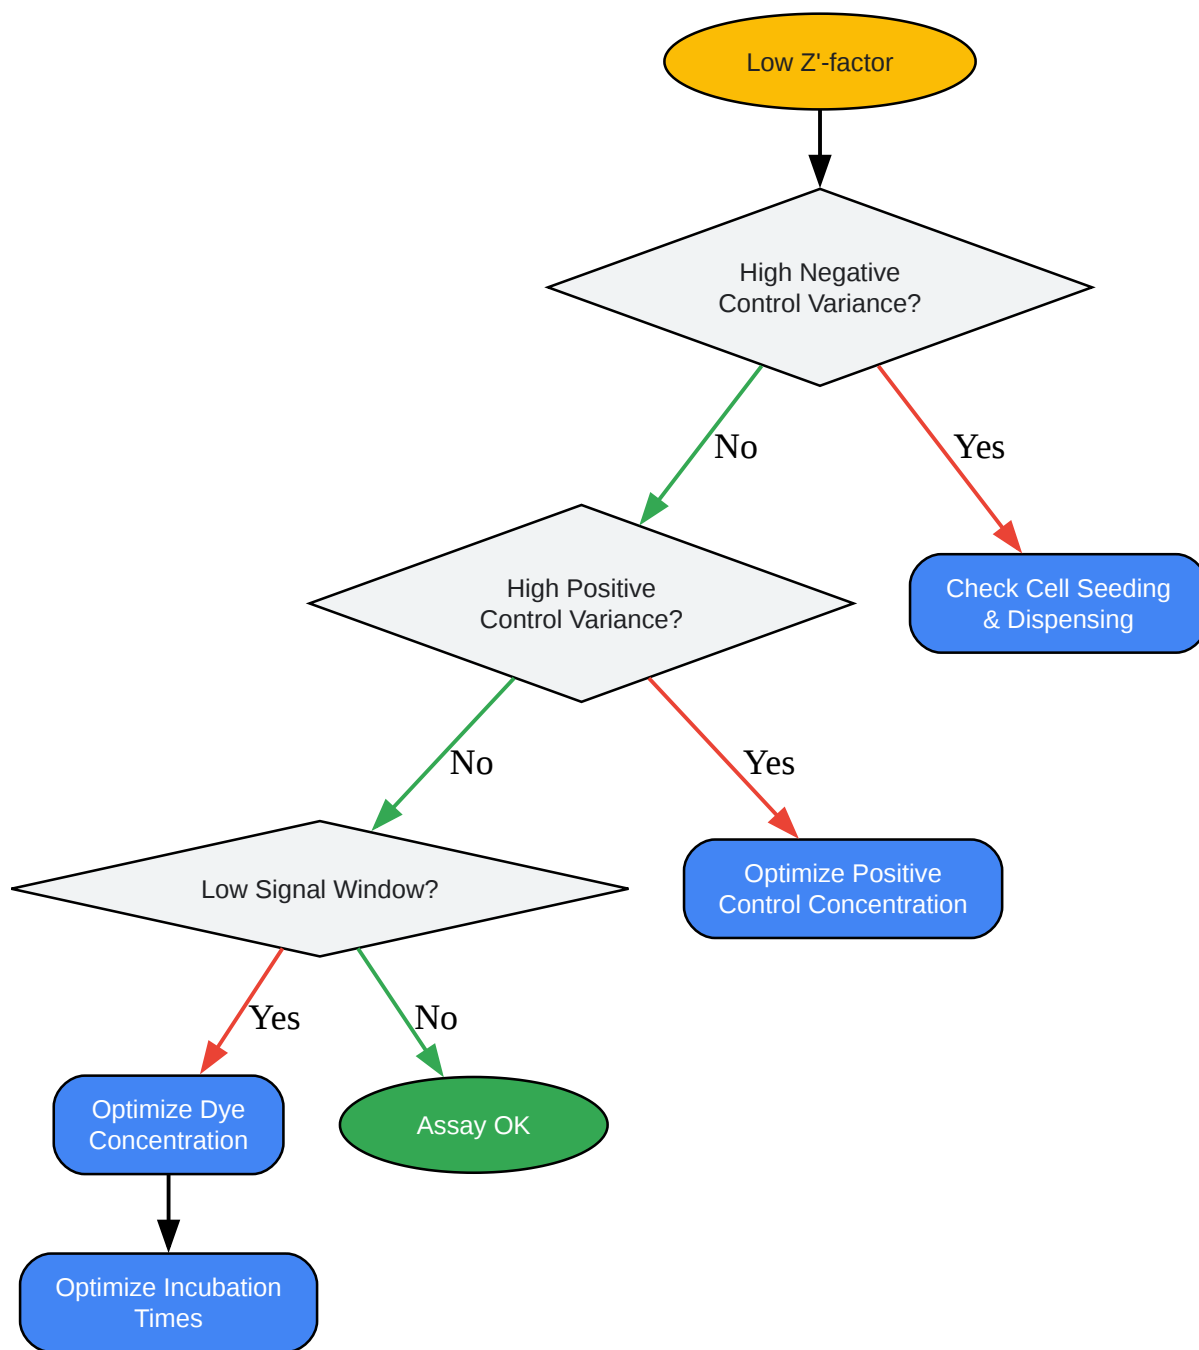 Low Z'-factor
High Negative
Control Variance?
No
Yes
High Positive
Control Variance?
Check Cell Seeding
& Dispensing
No
Yes
Low Signal Window?
Optimize Positive
Control Concentration
Yes
No
Optimize Dye
Concentration
Assay OK
Optimize Incubation
Times